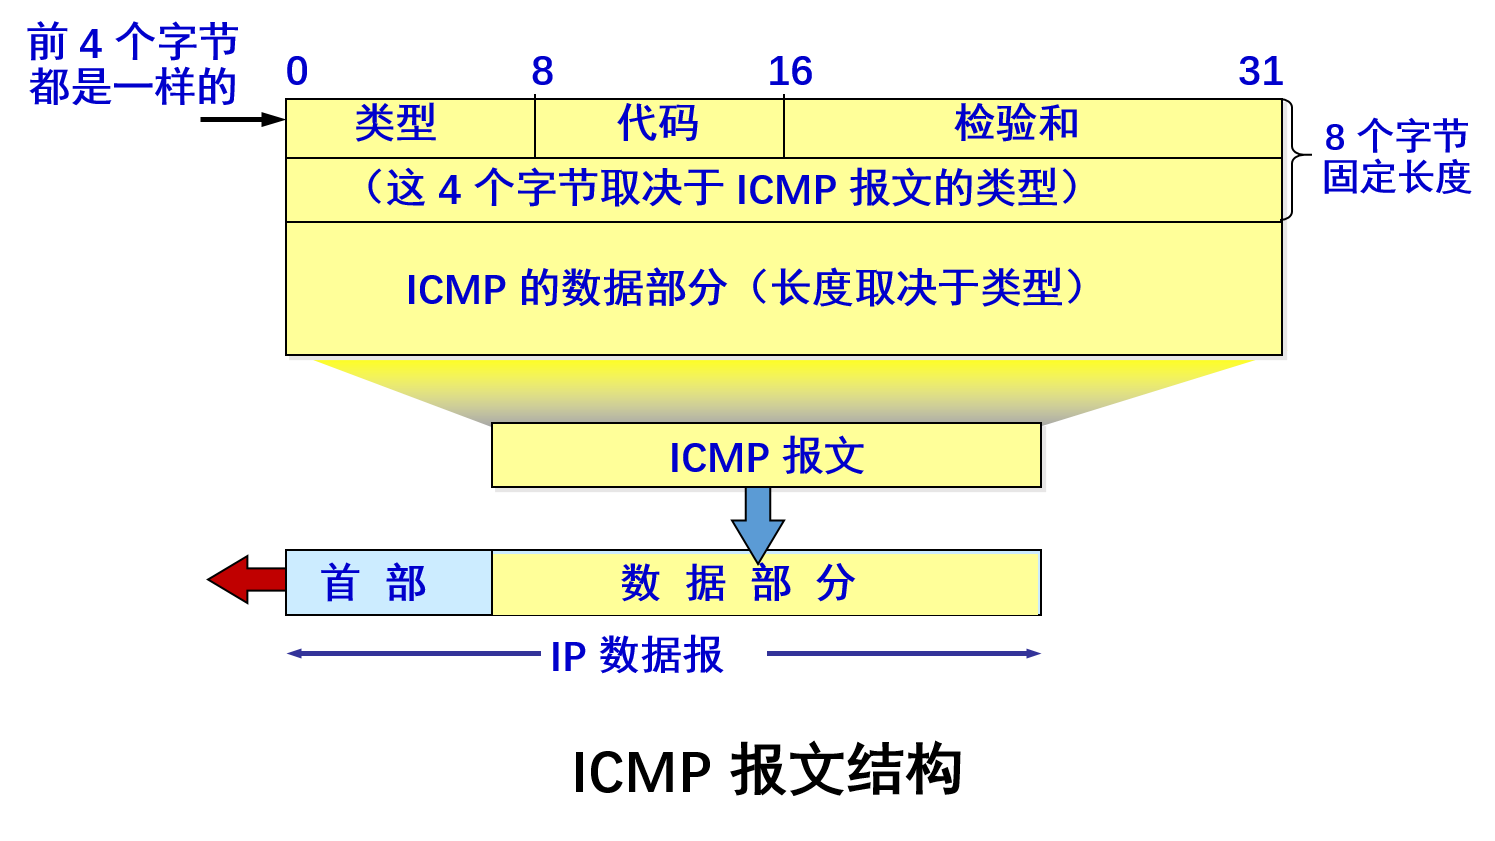 前 4 个字节
都是一样的
0 8 16 31
类型 代码 检验和
8 个字节
固定长度
（这 4 个字节取决于 ICMP 报文的类型）
ICMP 的数据部分（长度取决于类型）
ICMP 报文
首 部 数 据 部 分
IP 数据报
ICMP 报文结构